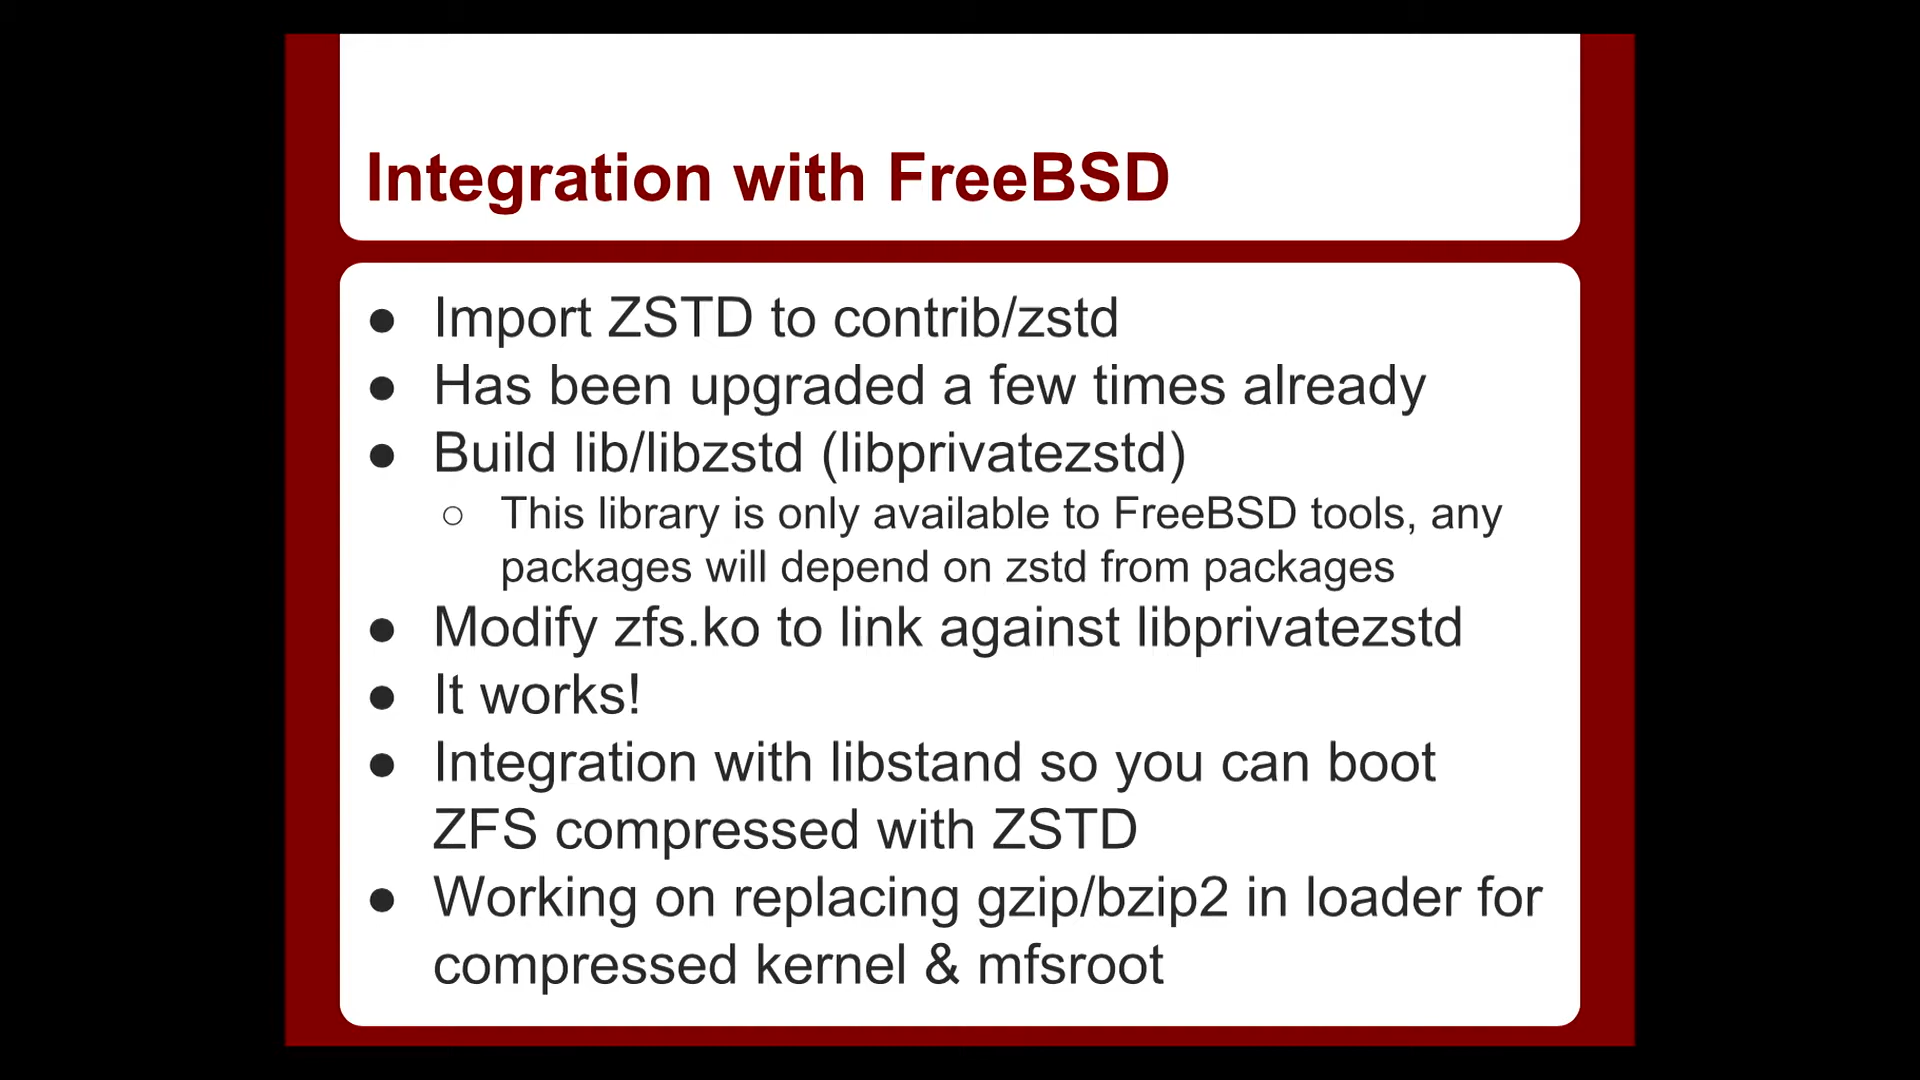 Integration with FreeBSD
● Import ZSTD to contrib/zstd
● Has been upgraded a few times already
● Build lib/libzstd (libprivatezstd)
○ This library is only available to FreeBSD tools, any
packages will depend on zstd from packages
● Modify zfs.ko to link against libprivatezstd
● It works!
● Integration with libstand so you can boot
ZFS compressed with ZSTD
● Working on replacing gzip/bzip2 in loader for
compressed kernel & mfsroot